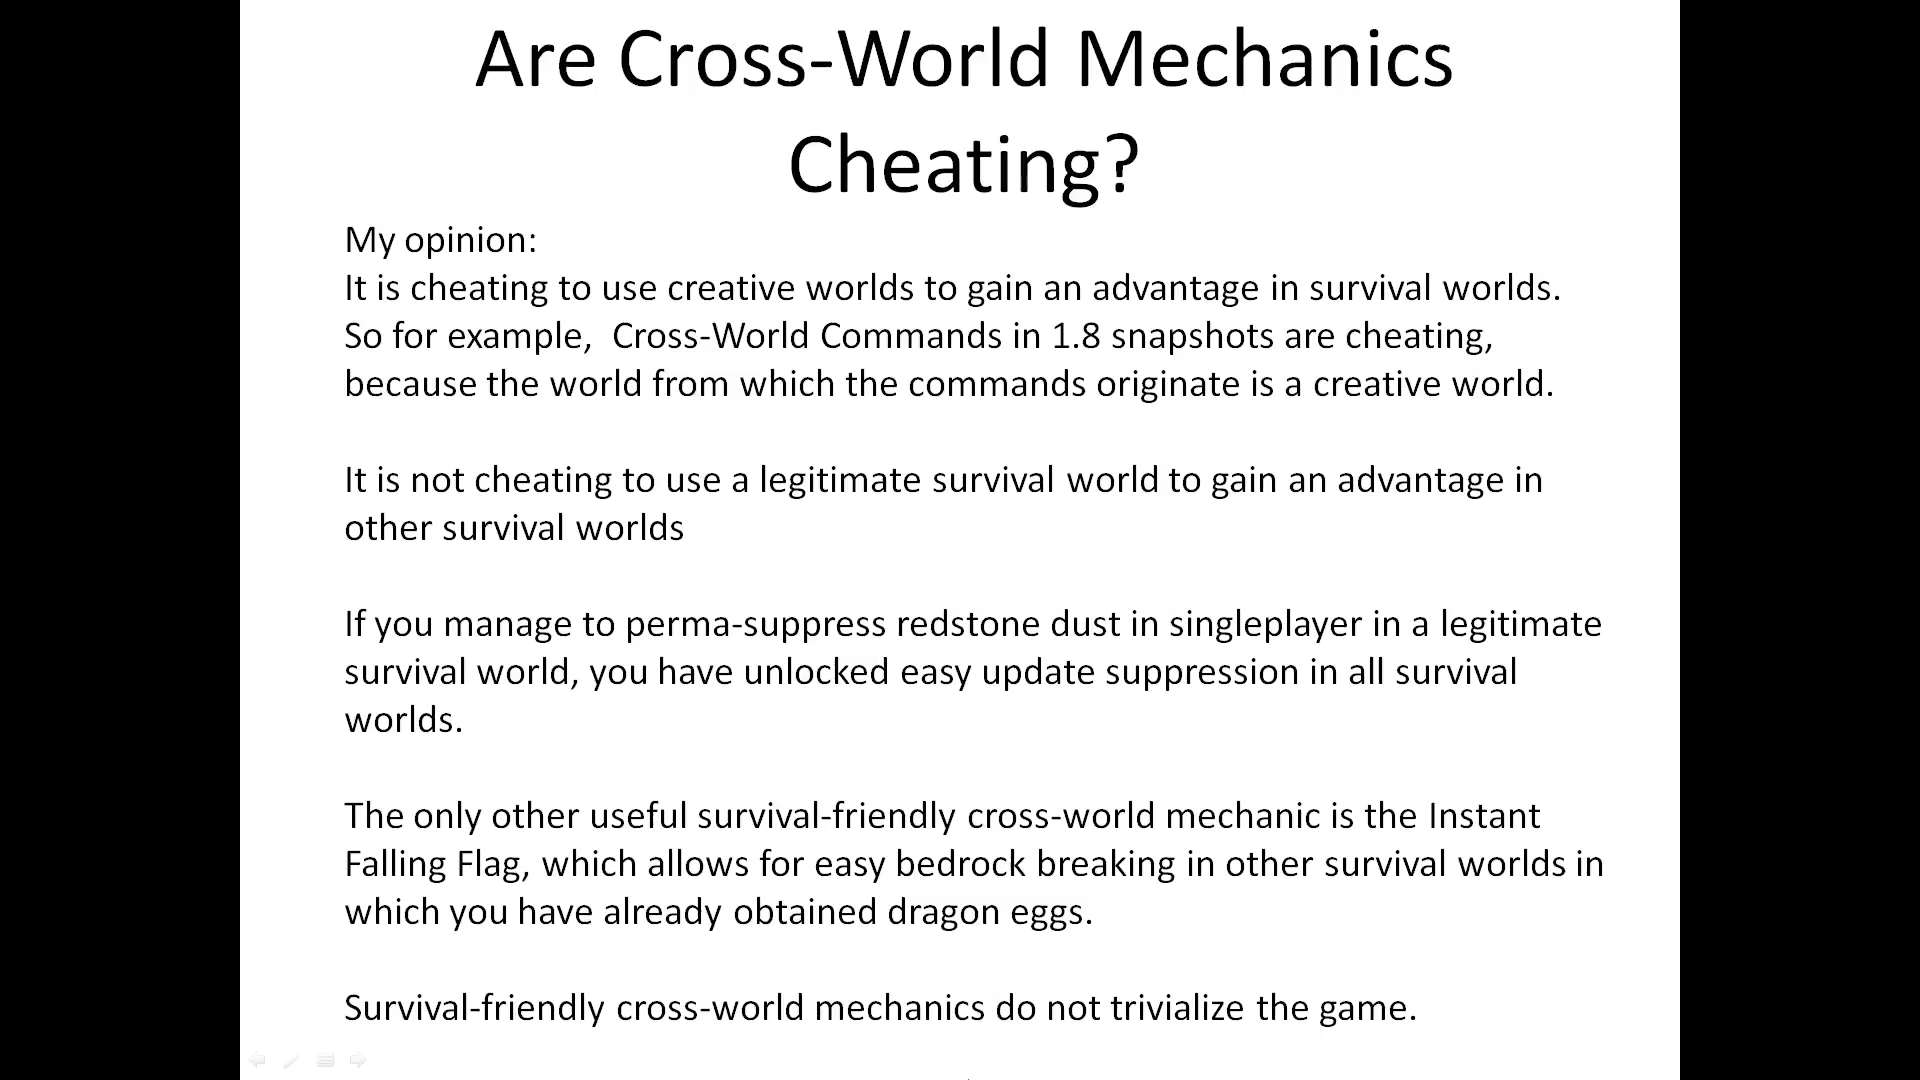 Are Cross-World Mechanics
Cheating?
My opinion:
It is cheating to use creative worlds to gain an advantage in survival worlds.
So for example,  Cross-World Commands in 1.8 snapshots are cheating,
because the world from which the commands originate is a creative world.
It is not cheating to use a legitimate survival world to gain an advantage in
other survival worlds
If you manage to perma-suppress redstone dust in singleplayer in a legitimate
survival world, you have unlocked easy update suppression in all survival
worlds.
The only other useful survival-friendly cross-world mechanic is the Instant
Falling Flag, which allows for easy bedrock breaking in other survival worlds in
which you have already obtained dragon eggs.
Survival-friendly cross-world mechanics do not trivialize the game.